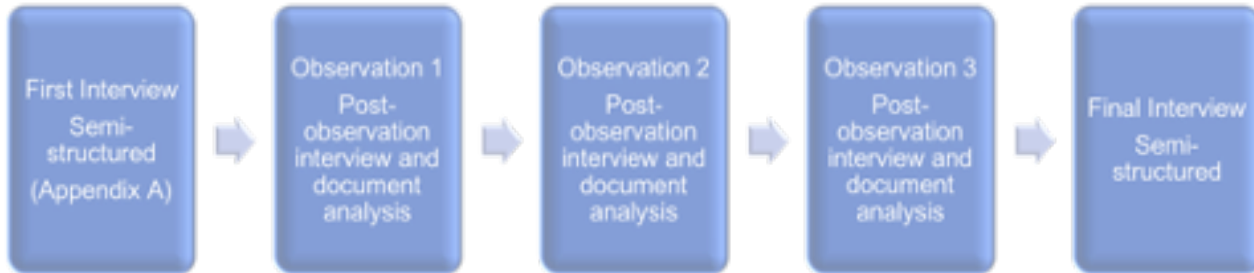 First Interview
Semi-
structured
(Appendix A)
Observation 1
Post-
observation
interview and
document
analysis
Observation 2
Post-
observation
interview and
document
analysis
Observation 3
Post-
observation
interview and
document
analysis
Final Interview
Semi-
structured